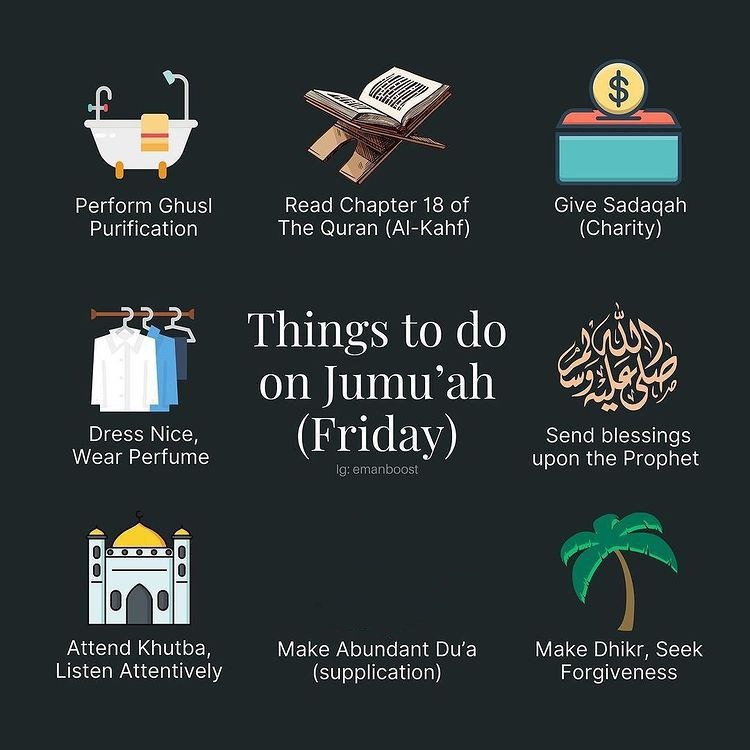 Perform Ghusl
Purification
Read Chapter 18 of
The Quran (Al-Kahf)
Give Sadaqah
(Charity)
Things to do
on Jumu’ah
(Friday)
Ig: emanboost
Dress Nice,
Wear Perfume
صلى الله عليه وسلم
Send blessings
upon the Prophet
Attend Khutba,
Listen Attentively
Make Abundant Du’a
(supplication)
Make Dhikr, Seek
Forgiveness